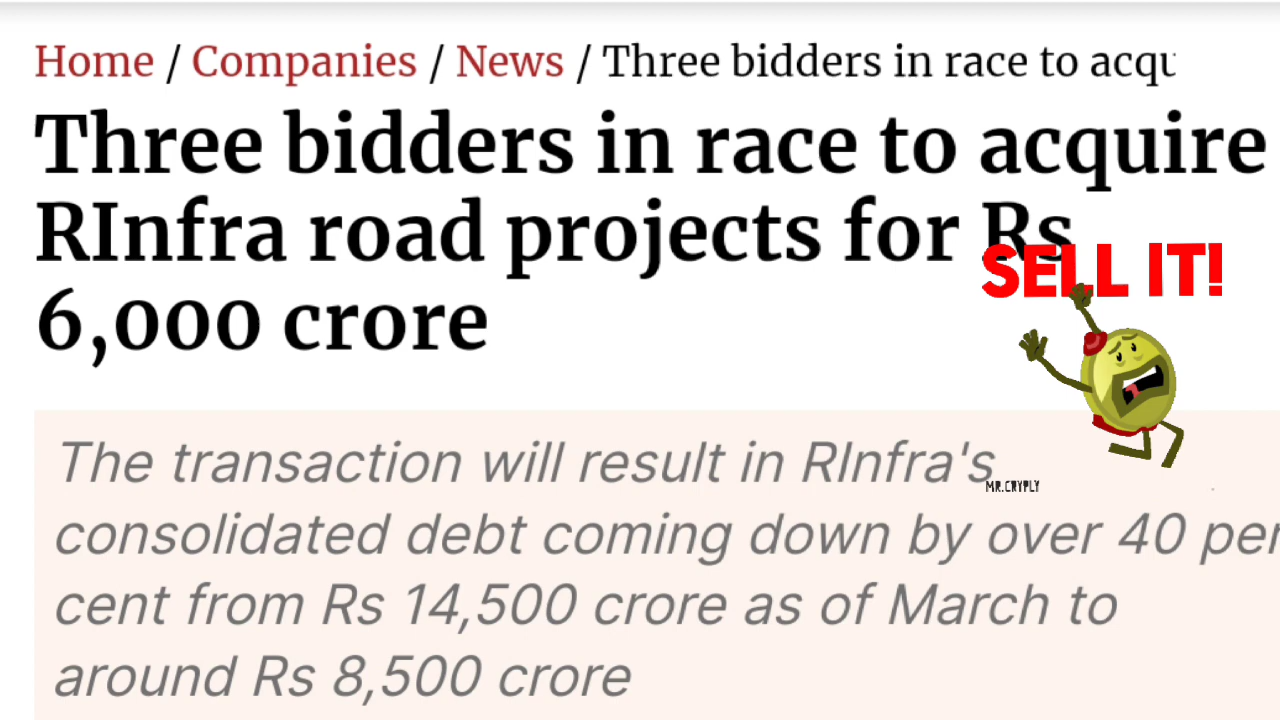 Home / Companies / News / Three bidders in race to acqu
Three bidders in race to acquire
RInfra road projects for Rs
6,000 crore
SELL IT!
The transaction will result in RInfra's
MR.CRYPLY
consolidated debt coming down by over 40 per
cent from Rs 14,500 crore as of March to
around Rs 8,500 crore